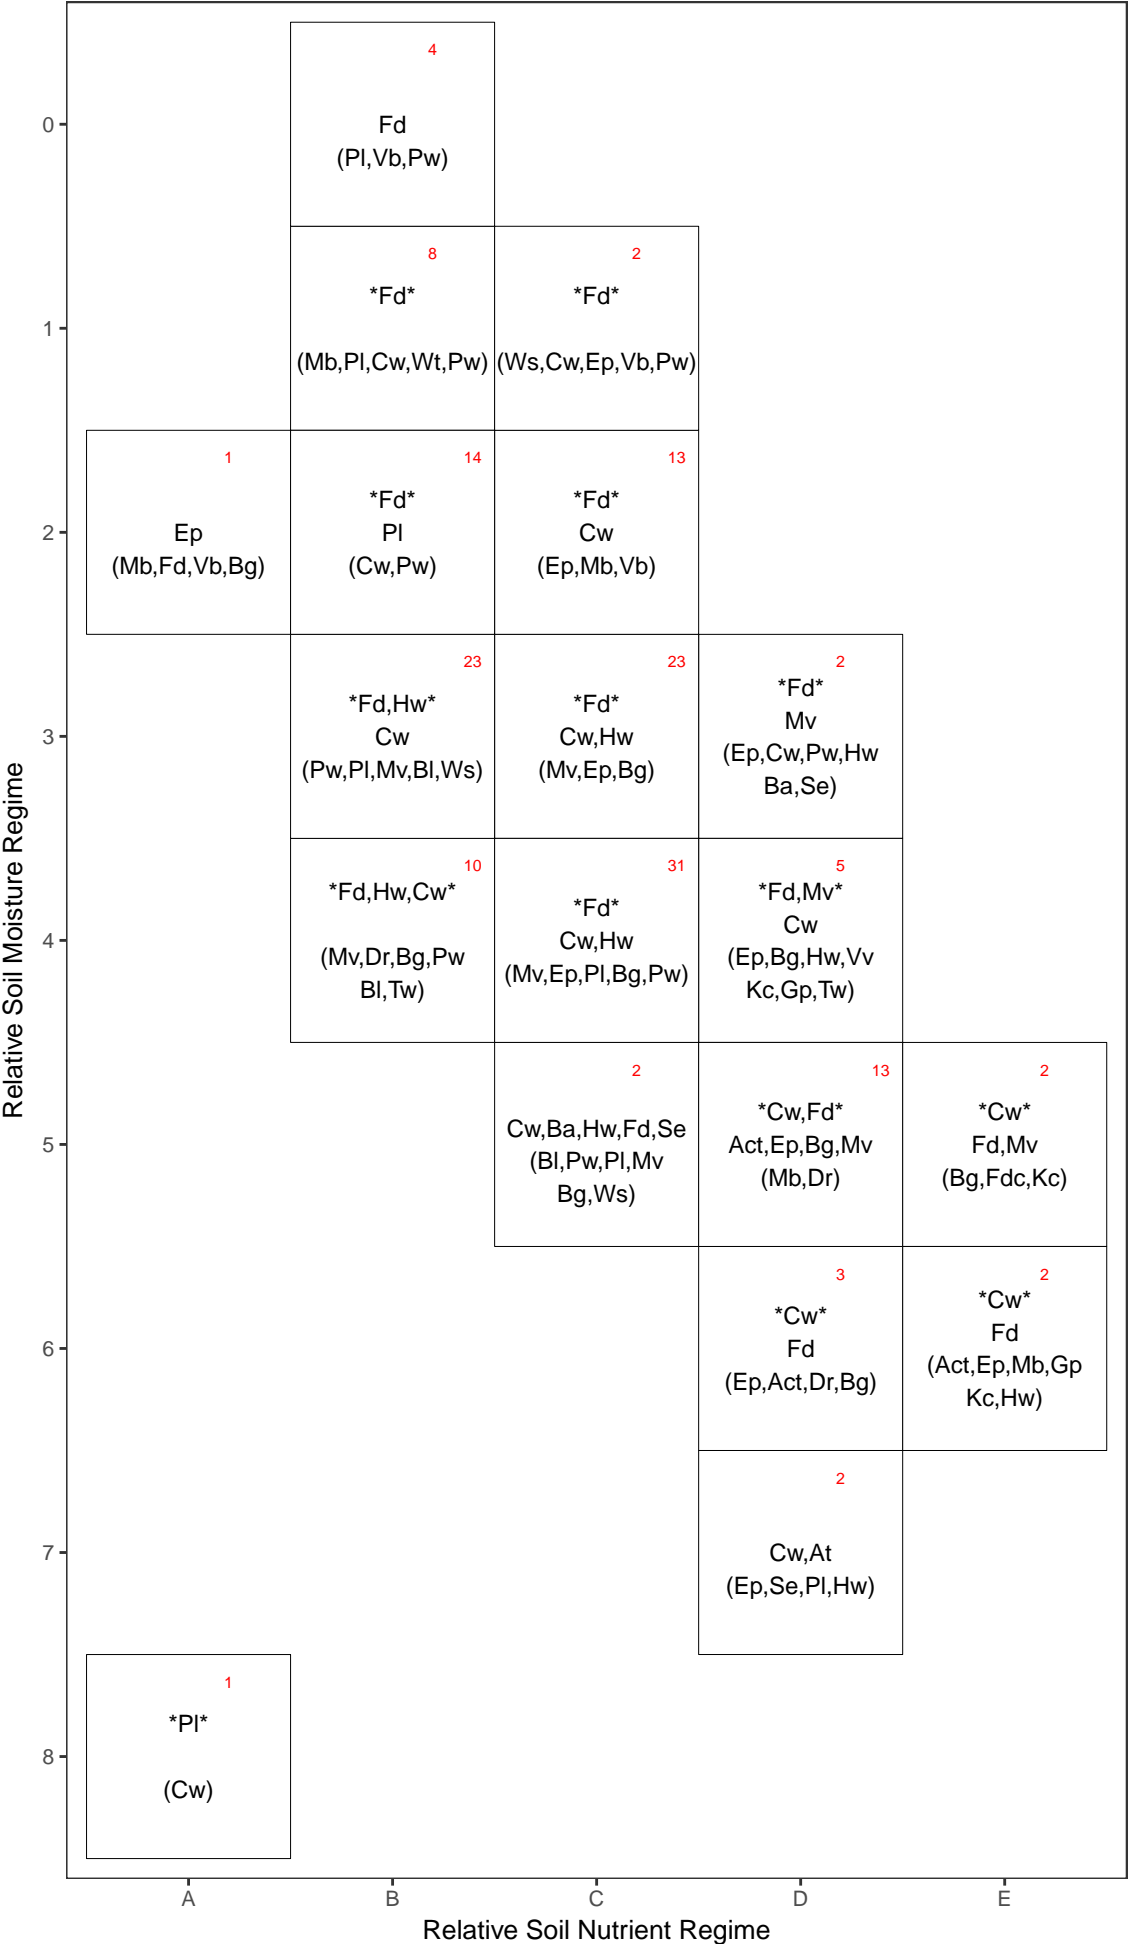 4
Fd
(Pl,Vb,Pw)
0
8
*Fd*
(Mb,Pl,Cw,Wt,Pw)
2
*Fd*
(Ws,Cw,Ep,Vb,Pw)
1
1
Ep
(Mb,Fd,Vb,Bg)
14
*Fd*
Pl
(Cw,Pw)
13
*Fd*
Cw
(Ep,Mb,Vb)
2
23
*Fd,Hw*
Cw
(Pw,Pl,Mv,Bl,Ws)
23
*Fd*
Cw,Hw
(Mv,Ep,Bg)
2
*Fd*
Mv
(Ep,Cw,Pw,Hw
Ba,Se)
3
10
*Fd,Hw,Cw*
(Mv,Dr,Bg,Pw
Bl,Tw)
31
*Fd*
Cw,Hw
(Mv,Ep,Pl,Bg,Pw)
5
*Fd,Mv*
Cw
(Ep,Bg,Hw,Vv
Kc,Gp,Tw)
4
2
Cw,Ba,Hw,Fd,Se
(Bl,Pw,Pl,Mv
Bg,Ws)
13
*Cw,Fd*
Act,Ep,Bg,Mv
(Mb,Dr)
2
*Cw*
Fd,Mv
(Bg,Fdc,Kc)
5
3
*Cw*
Fd
(Ep,Act,Dr,Bg)
2
*Cw*
Fd
(Act,Ep,Mb,Gp
Kc,Hw)
6
2
Cw,At
(Ep,Se,Pl,Hw)
7
1
*Pl*
(Cw)
8
A
B
C
D
E
Relative Soil Nutrient Regime
Relative Soil Moisture Regime